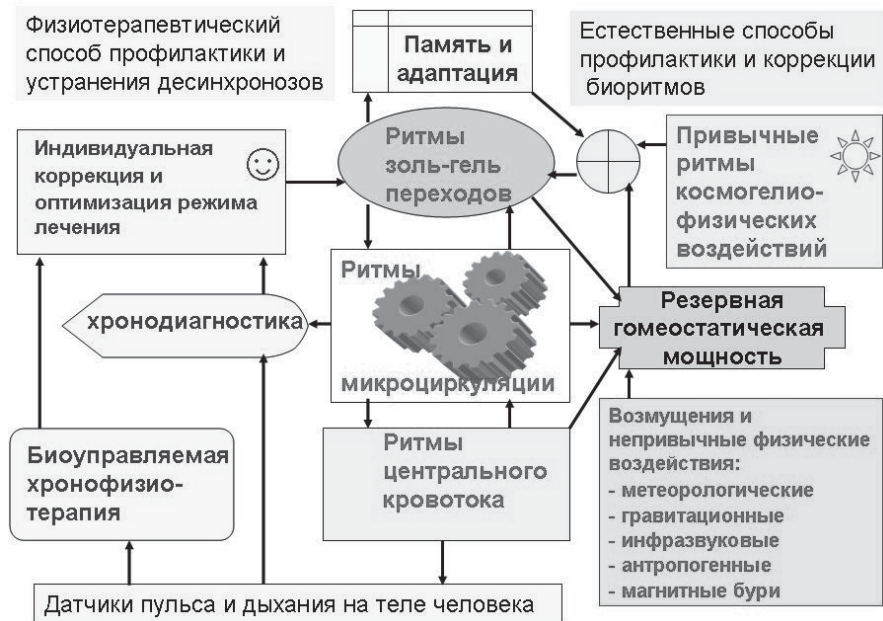 Физиотерапевтический
способ профилактики и
устранения десинхронозов
Память и
адаптация
Естественные способы
профилактики и коррекции
биоритмов
Индивидуальная
коррекция и
оптимизация режима
лечения
Ритмы
золь-гель
переходов
Привычные
ритмы
космогелио-
физических
воздействий
хронодиагностика
Ритмы
микроциркуляции
Резервная
гомеостатическая
мощность
Биоуправляемая
хронофизио-
терапия
Ритмы
центрального
кровотока
Возмущения и
непривычные физические
воздействия:
- метеорологические
- гравитационные
- инфразвуковые
- антропогенные
- магнитные бури
Датчики пульса и дыхания на теле человека